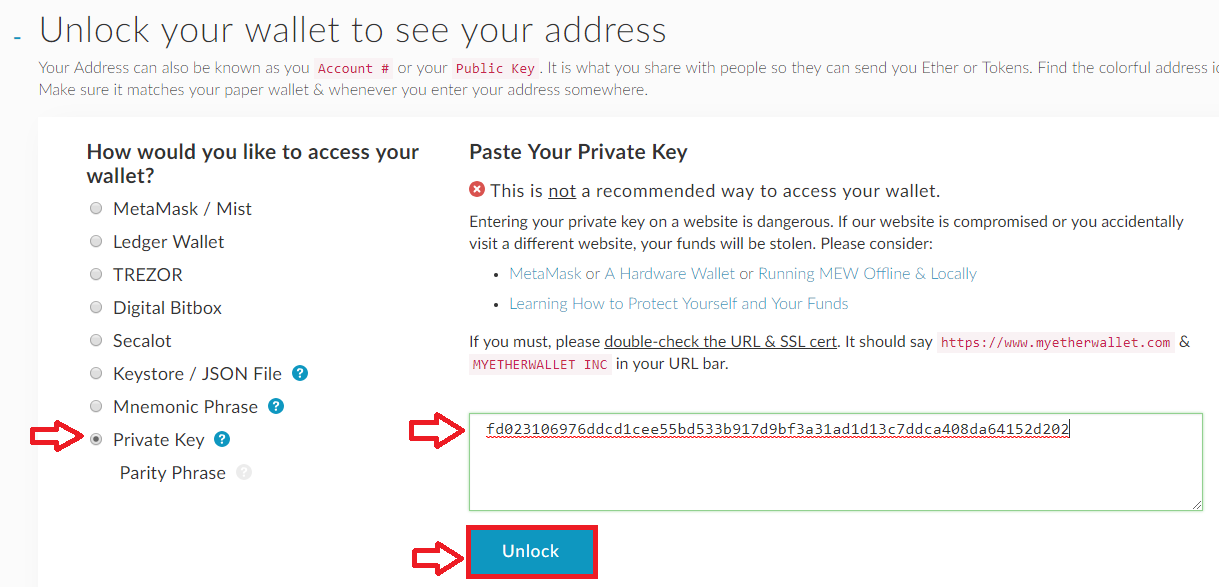 Unlock your wallet to see your address
Your Address can also be known as you Account # or your Public Key. It is what you share with people so they can send you Ether or Tokens. Find the colorful address
Make sure it matches your paper wallet & whenever you enter your address somewhere.
How would you like to access your
wallet?
MetaMask / Mist
Ledger Wallet
TREZOR
Digital Bitbox
Secalot
Keystore / JSON File ?
Mnemonic Phrase ?
Private Key ?
Parity Phrase ?
Paste Your Private Key
This is not a recommended way to access your wallet.
Entering your private key on a website is dangerous. If our website is compromised or you accidentally
visit a different website, your funds will be stolen. Please consider:
• MetaMask or A Hardware Wallet or Running MEW Offline & Locally
• Learning How to Protect Yourself and Your Funds
If you must, please double-check the URL & SSL cert. It should say https://www.myetherwallet.com &
MYETHERWALLET INC in your URL bar.
fd023106976ddcd1cee55bd533b917d9bf3a31ad1d13c7ddca408da64152d202
Unlock